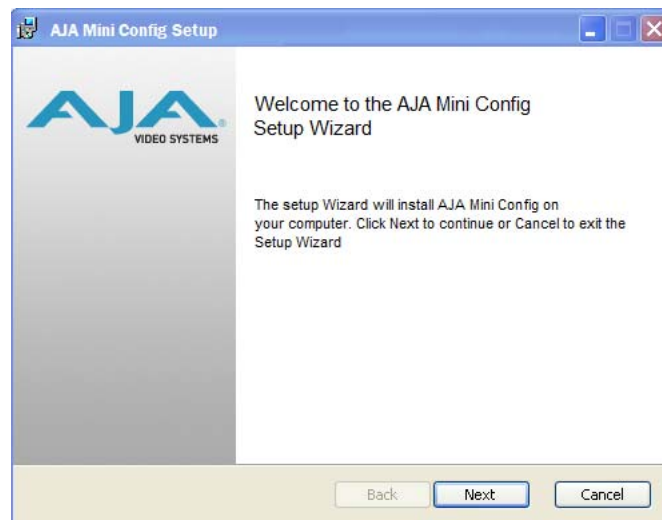 AJA Mini Config Setup
AJA
VIDEO SYSTEMS
Welcome to the AJA Mini Config
Setup Wizard
The setup Wizard will install AJA Mini Config on
your computer. Click Next to continue or Cancel to exit the
Setup Wizard
Back
Next
Cancel